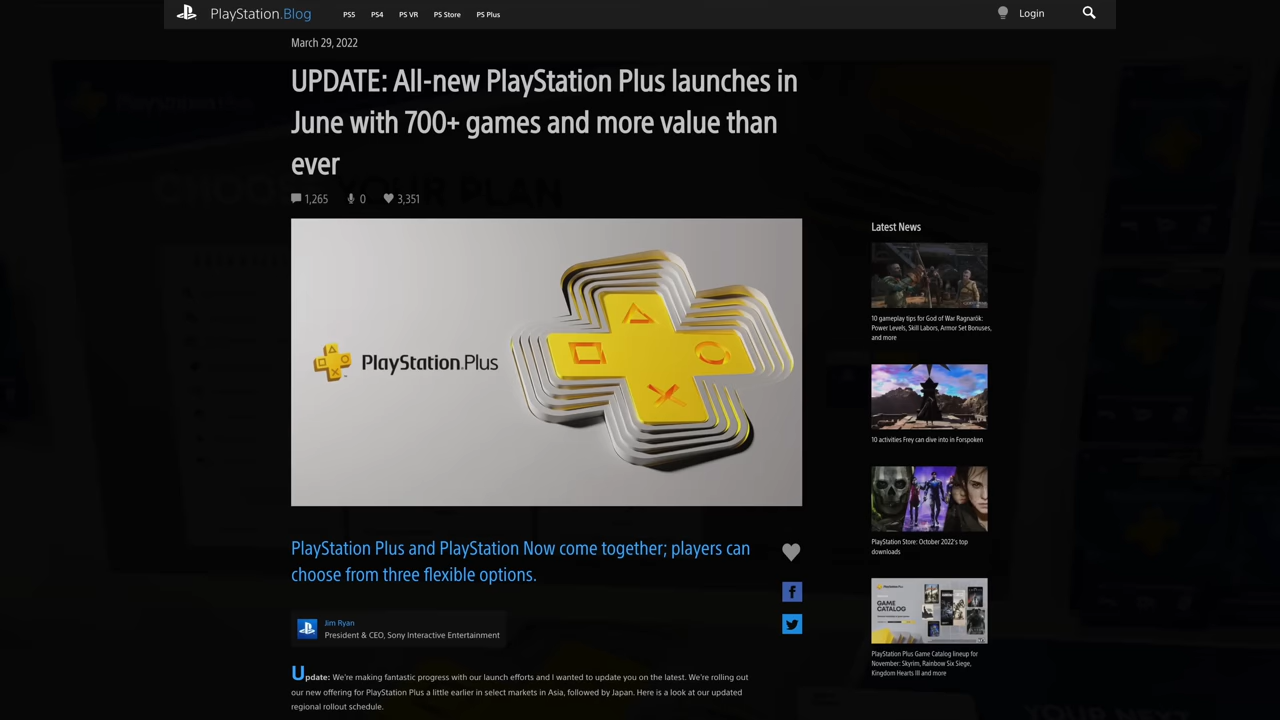 PlayStation.Blog
PS5
PS4
PS VR
PS Store
PS Plus
Login
March 29, 2022
UPDATE: All-new PlayStation Plus launches in
June with 700+ games and more value than
ever
1,265
0
3,351
PlayStation.Plus
PlayStation Plus and PlayStation Now come together; players can
choose from three flexible options.
Jim Ryan
President & CEO, Sony Interactive Entertainment
Update: We're making fantastic progress with our launch efforts and I wanted to update you on the latest. We're rolling out
our new offering for PlayStation Plus a little earlier in select markets in Asia, followed by Japan. Here is a look at our updated
regional rollout schedule.
Latest News
10 gameplay tips for God of War Ragnarök:
Power Levels, Skill Labors, Armor Set Bonuses,
and more
10 activities Frey can dive into in Forspoken
PlayStation Store: October 2022's top
downloads
GAME
CATALOG
PlayStation Plus Game Catalog lineup for
November: Skyrim, Rainbow Six Siege,
Kingdom Hearts III and more
CHOOSE YOUR PLAN